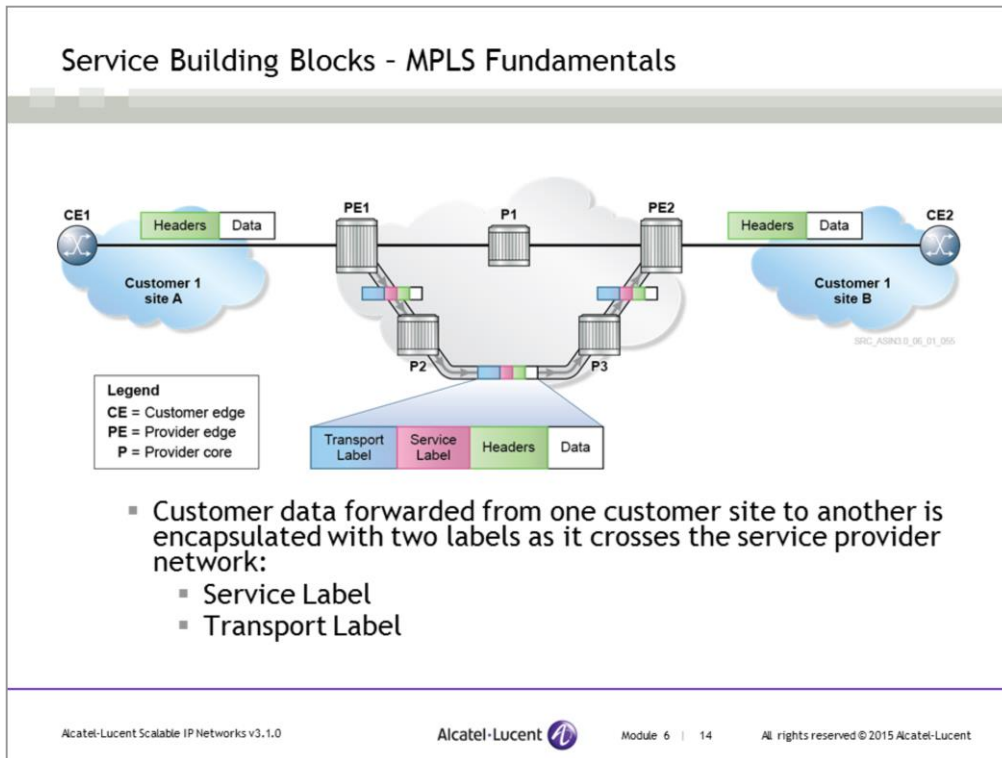 Service Building Blocks – MPLS Fundamentals
CE1
Headers Data
PE1
P1
PE2
Headers Data
CE2
Customer 1
site A
Customer 1
site B
SRC_ASIN3.0_06_01_055
P2
P3
Legend
CE = Customer edge
PE = Provider edge
P = Provider core
Transport
Label
Service
Label
Headers
Data
Customer data forwarded from one customer site to another is
encapsulated with two labels as it crosses the service provider
network:
Service Label
Transport Label
Alcatel-Lucent Scalable IP Networks v3.1.0
Alcatel·Lucent
Module 6 | 14
All rights reserved © 2015 Alcatel-Lucent